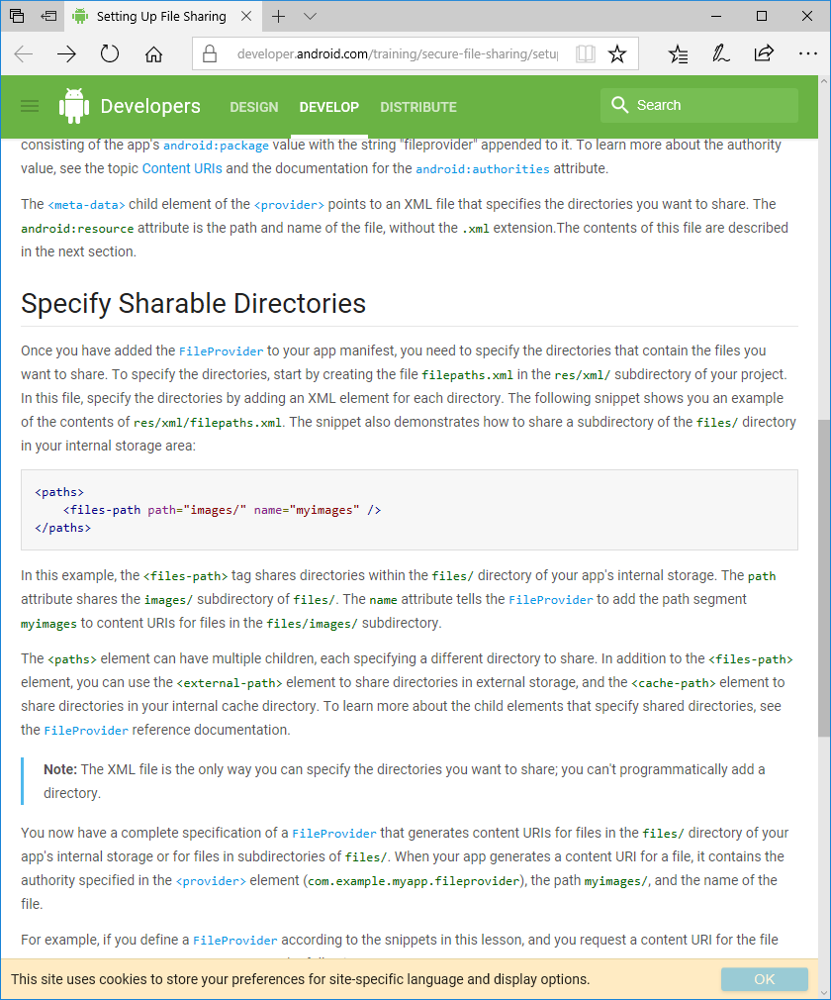 Setting Up File Sharing
developer.android.com/training/secure-file-sharing/setu
Developers DESIGN DEVELOP DISTRIBUTE Search
consisting of the app's android:package value with the string "fileprovider" appended to it. To learn more about the authority
value, see the topic Content URIs and the documentation for the android:authorities attribute.
The <meta-data> child element of the <provider> points to an XML file that specifies the directories you want to share. The
android:resource attribute is the path and name of the file, without the .xml extension.The contents of this file are described
in the next section.
Specify Sharable Directories
Once you have added the FileProvider to your app manifest, you need to specify the directories that contain the files you
want to share. To specify the directories, start by creating the file filepaths.xml in the res/xml/ subdirectory of your project.
In this file, specify the directories by adding an XML element for each directory. The following snippet shows you an example
of the contents of res/xml/filepaths.xml. The snippet also demonstrates how to share a subdirectory of the files/ directory
in your internal storage area:
<paths>
    <files-path path="images/" name="myimages" />
</paths>
In this example, the <files-path> tag shares directories within the files/ directory of your app's internal storage. The path
attribute shares the images/ subdirectory of files/. The name attribute tells the FileProvider to add the path segment
myimages to content URIs for files in the files/images/ subdirectory.
The <paths> element can have multiple children, each specifying a different directory to share. In addition to the <files-path>
element, you can use the <external-path> element to share directories in external storage, and the <cache-path> element to
share directories in your internal cache directory. To learn more about the child elements that specify shared directories, see
the FileProvider reference documentation.
Note: The XML file is the only way you can specify the directories you want to share; you can't programmatically add a
directory.
You now have a complete specification of a FileProvider that generates content URIs for files in the files/ directory of your
app's internal storage or for files in subdirectories of files/. When your app generates a content URI for a file, it contains the
authority specified in the <provider> element (com.example.myapp.fileprovider), the path myimages/, and the name of the
file.
For example, if you define a FileProvider according to the snippets in this lesson, and you request a content URI for the file
This site uses cookies to store your preferences for site-specific language and display options.
OK